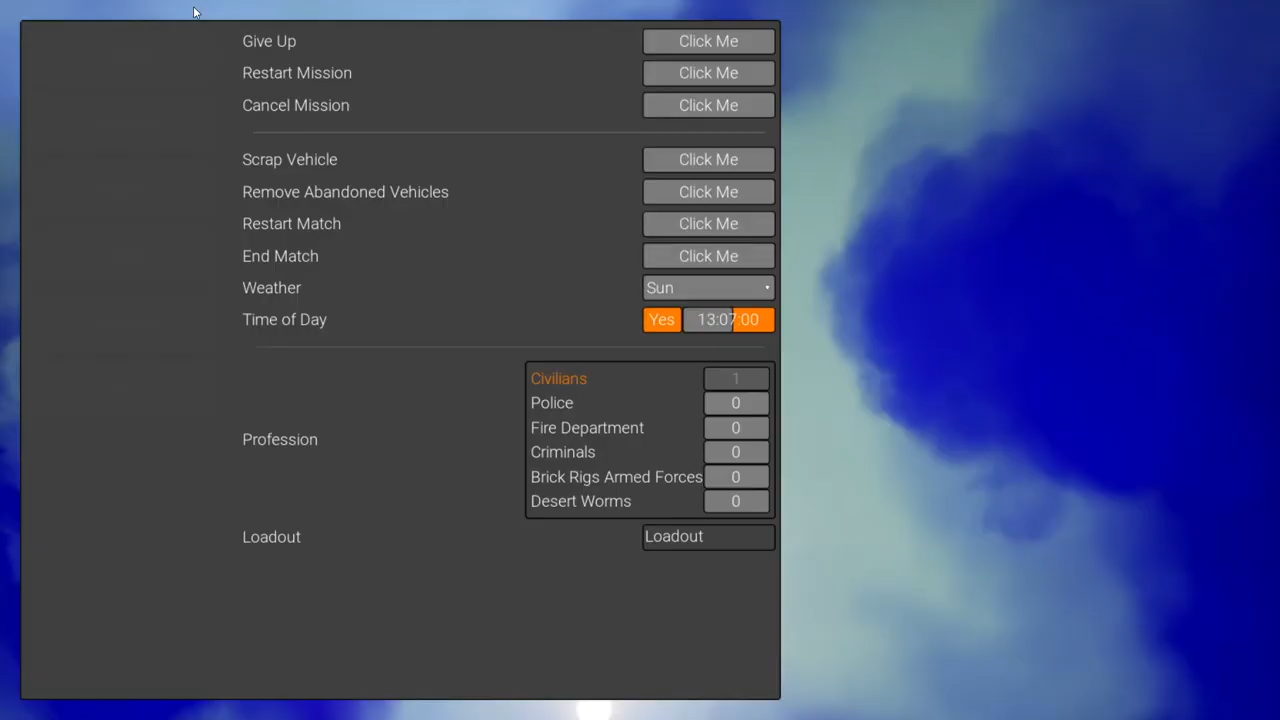 Give Up Click Me
Restart Mission Click Me
Cancel Mission Click Me
Scrap Vehicle Click Me
Remove Abandoned Vehicles Click Me
Restart Match Click Me
End Match Click Me
Weather Sun
Time of Day Yes 13:07:00
Civilians 1
Police 0
Fire Department 0
Profession
Criminals 0
Brick Rigs Armed Forces 0
Desert Worms 0
Loadout Loadout